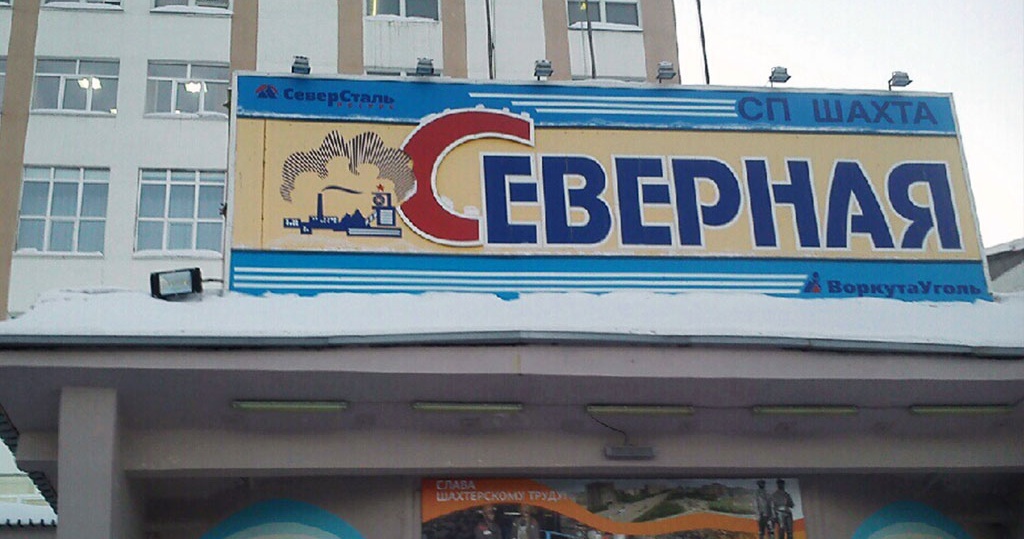 СеверСталь
СП ШАХТА
СЕВЕРНАЯ
ВоркутаУголь
СЛАВА
ШАХТЕРСКОМУ ТРУДУ!